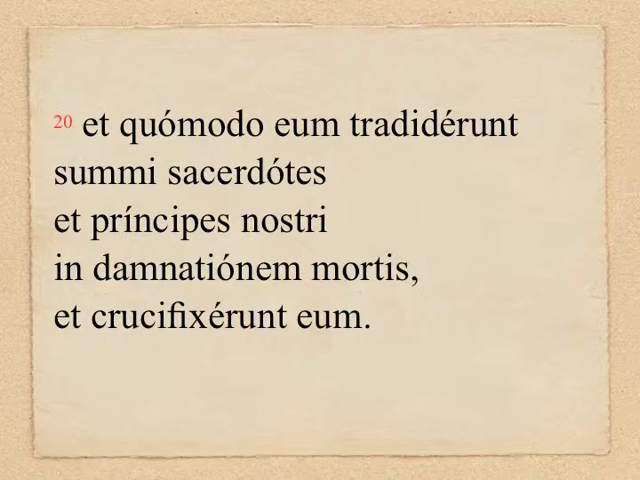 20 et quómodo eum tradidérunt
summi sacerdótes
et príncipes nostri
in damnatiónem mortis,
et crucifixérunt eum.